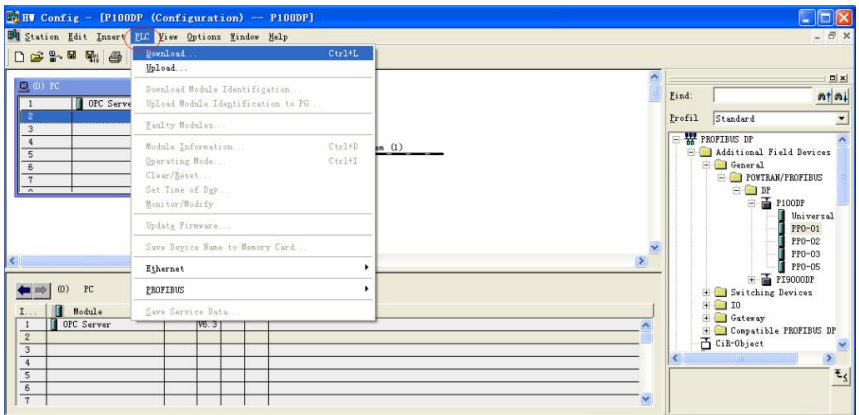 HW Config - [P100DP (Configuration) -- P100DP]
Station Edit Insert PLC View Options Window Help
Download... Ctrl+L
Upload...
Download Module Identification...
Upload Module Identification to PG...
Faulty Modules...
Module Information... Ctrl+D
Operating Mode... Ctrl+I
Clear/Reset...
Set Time of Day...
Monitor/Modify
Update Firmware...
Save Device Name to Memory Card...
Ethernet
PROFIBUS
Save Service Data...
(0) PC
1 OPC Serve
2
3
4
5
6
7
em (1)
Find:
Profil Standard
PROFIBUS DP
Additional Field Devices
General
POWTRAN/PROFIBUS
DP
P100DP
Universal
PPO-01
PPO-02
PPO-03
PPO-05
PI9000DP
Switching Devices
IO
Gateway
Compatible PROFIBUS DP
CiR-Object
(0) PC
I... Module
1 OPC Server V6.3
2
3
4
5
6
7